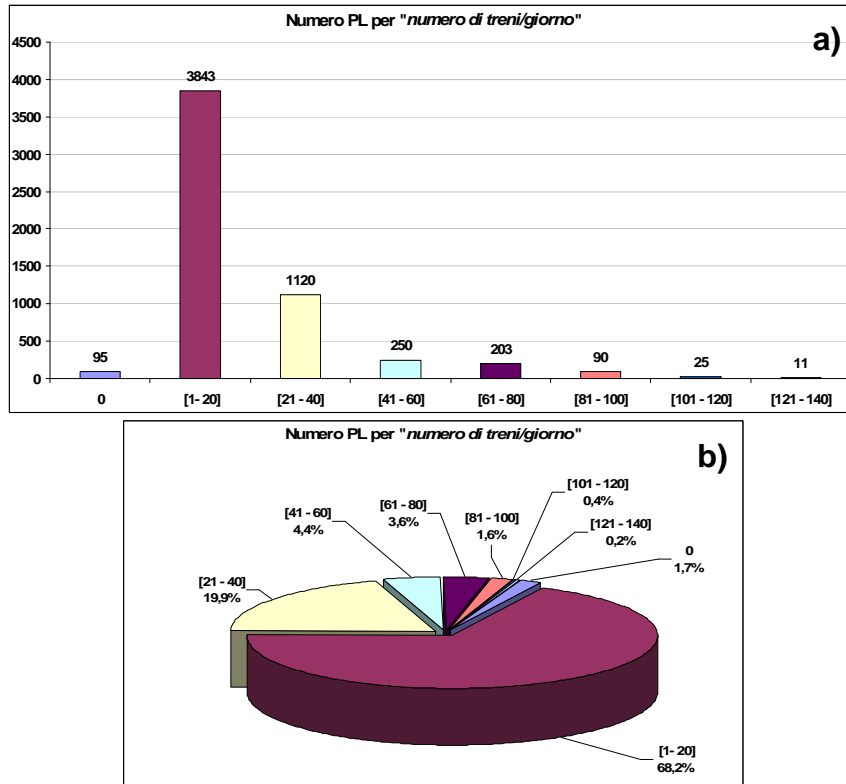 Numero PL per "numero di treni/giorno"
a)
4500
4000
3500
3000
2500
2000
1500
1000
500
0
95
3843
1120
250
203
90
25
11
0
[1- 20]
[21 - 40]
[41 - 60]
[61 - 80]
[81 - 100]
[101 - 120]
[121 - 140]
Numero PL per "numero di treni/giorno"
b)
[101 - 120]
0,4%
[61 - 80]
3,6%
[81 - 100]
1,6%
[121 - 140]
0,2%
[41 - 60]
4,4%
0
1,7%
[21 - 40]
19,9%
[1- 20]
68,2%